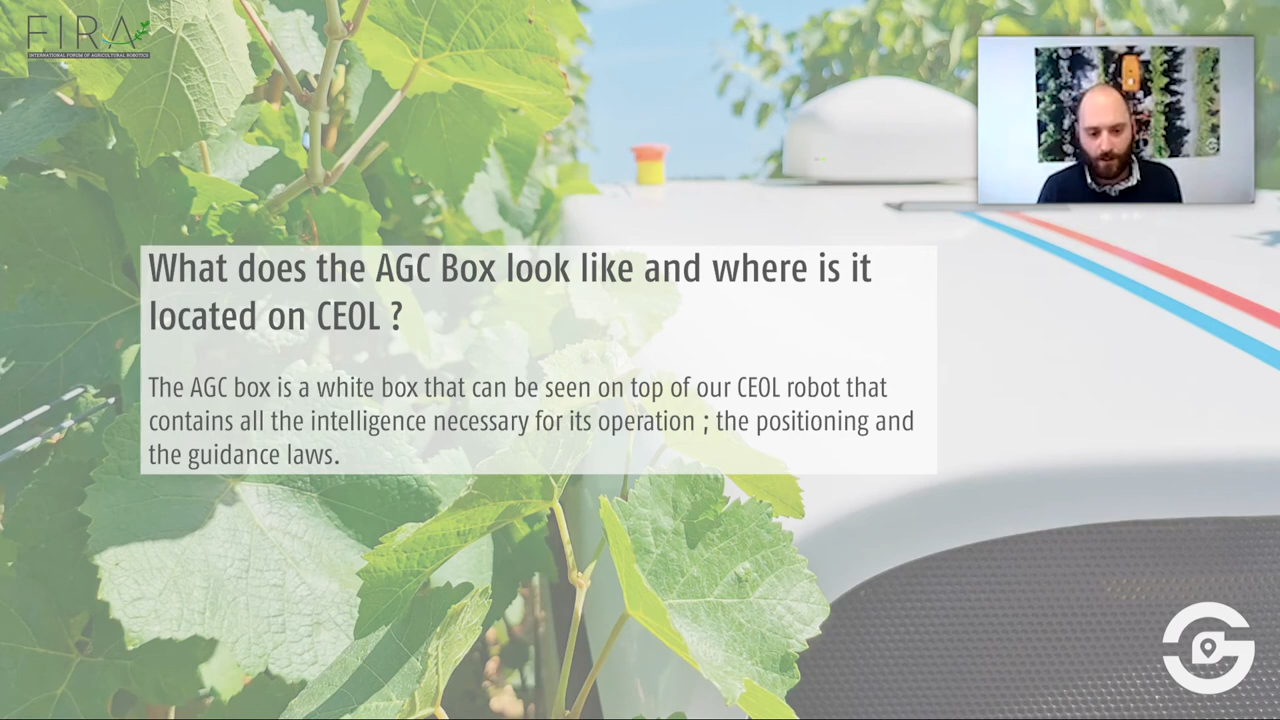 FIRA
INTERNATIONAL FORUM OF AGRICULTURAL ROBOTICS
What does the AGC Box look like and where is it
located on CEOL ?
The AGC box is a white box that can be seen on top of our CEOL robot that
contains all the intelligence necessary for its operation ; the positioning and
the guidance laws.